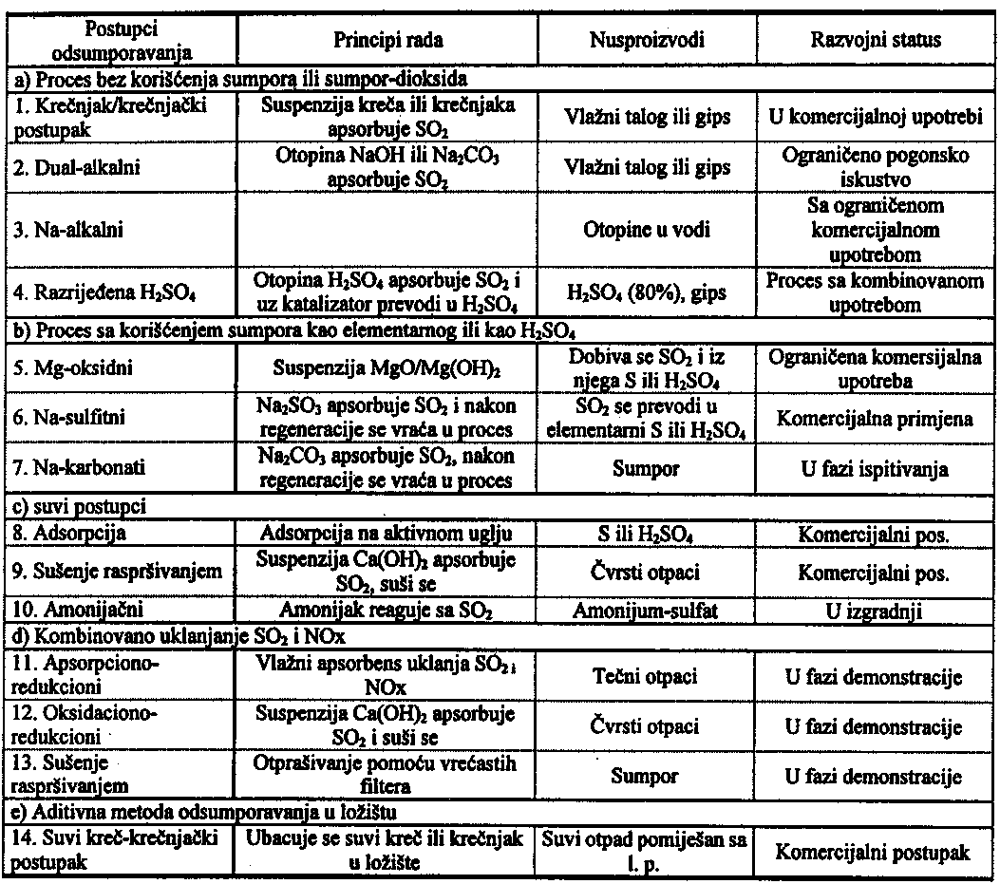 Postupci
odsumporavanja
Principi rada
Nusproizvodi
Razvojni status
a) Proces bez korišćenja sumpora ili sumpor-dioksida
1. Krečnjak/krečnjački
postupak
Suspenzija kreča ili krečnjaka
apsorbuje SO₂
Vlažni talog ili gips
U komercijalnoj upotrebi
2. Dual-alkalni
Otopina NaOH ili Na₂CO₃
apsorbuje SO₂
Vlažni talog ili gips
Ograničeno pogonsko
iskustvo
3. Na-alkalni
Otopine u vodi
Sa ograničenom
komercijalnom
upotrebom
4. Razrijeđena H₂SO₄
Otopina H₂SO₄ apsorbuje SO₂ i
uz katalizator prevodi u H₂SO₄
H₂SO₄ (80%), gips
Proces sa kombinovanom
upotrebom
b) Proces sa korišćenjem sumpora kao elementarnog ili kao H₂SO₄
5. Mg-oksidni
Suspenzija MgO/Mg(OH)₂
Dobiva se SO₂ i iz
njega S ili H₂SO₄
Ograničena komersijalna
upotreba
6. Na-sulfitni
Na₂SO₃ apsorbuje SO₂ i nakon
regeneracije se vraća u proces
SO₂ se prevodi u
elementarni S ili H₂SO₄
Komercijalna primjena
7. Na-karbonati
Na₂CO₃ apsorbuje SO₂, nakon
regeneracije se vraća u proces
Sumpor
U fazi ispitivanja
c) suvi postupci
8. Adsorpcija
Adsorpcija na aktivnom uglju
S ili H₂SO₄
Komercijalni pos.
9. Sušenje raspršivanjem
Suspenzija Ca(OH)₂ apsorbuje
SO₂, suši se
Čvrsti otpaci
Komercijalni pos.
10. Amonijačni
Amonijak reaguje sa SO₂
Amonijum-sulfat
U izgradnji
d) Kombinovano uklanjanje SO₂ i NOx
11. Apsorpciono-
redukcioni
Vlažni apsorbens uklanja SO₂ i
NOx
Tečni otpaci
U fazi demonstracije
12. Oksidaciono-
redukcioni
Suspenzija Ca(OH)₂ apsorbuje
SO₂ i suši se
Čvrsti otpaci
U fazi demonstracije
13. Sušenje
raspršivanjem
Otprašivanje pomoću vrećastih
filtera
Sumpor
U fazi demonstracije
e) Aditivna metoda odsumporavanja u ložištu
14. Suvi kreč-krečnjački
postupak
Ubacuje se suvi kreč ili krečnjak
u ložište
Suvi otpad pomiješan sa
l. p.
Komercijalni postupak